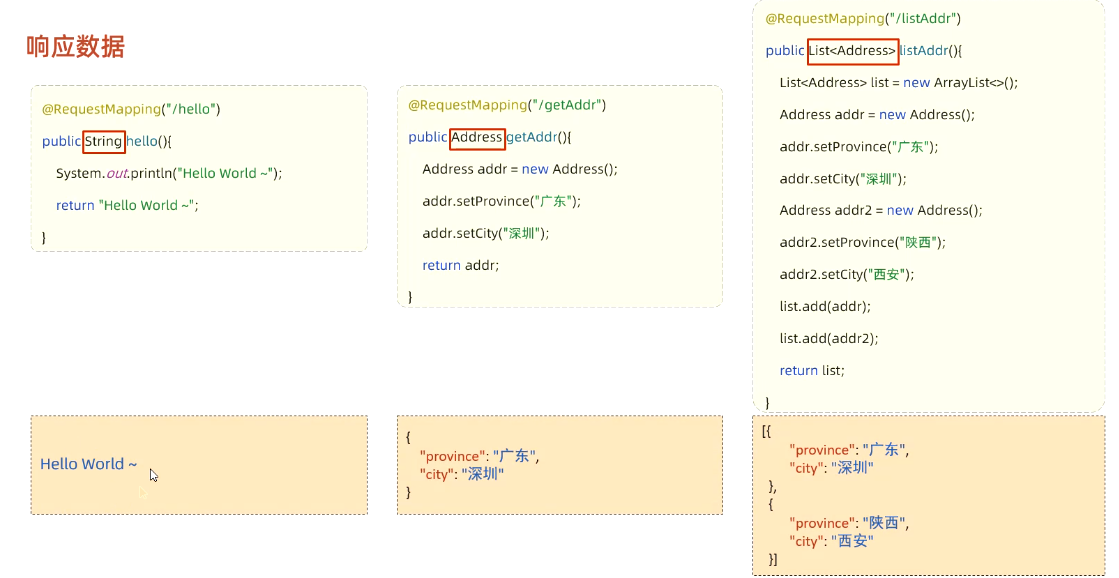 响应数据
@RequestMapping("/hello")
public String hello(){
System.out.println("Hello World ~");
return "Hello World ~";
}
Hello World ~
@RequestMapping("/getAddr")
public Address getAddr(){
Address addr = new Address();
addr.setProvince("广东");
addr.setCity("深圳");
return addr;
}
{
"province": "广东",
"city": "深圳"
}
@RequestMapping("/listAddr")
public List<Address> listAddr(){
List<Address> list = new ArrayList<>();
Address addr = new Address();
addr.setProvince("广东");
addr.setCity("深圳");
Address addr2 = new Address();
addr2.setProvince("陕西");
addr2.setCity("西安");
list.add(addr);
list.add(addr2);
return list;
}
[{
"province": "广东",
"city": "深圳"
},
{
"province": "陕西",
"city": "西安"
}]